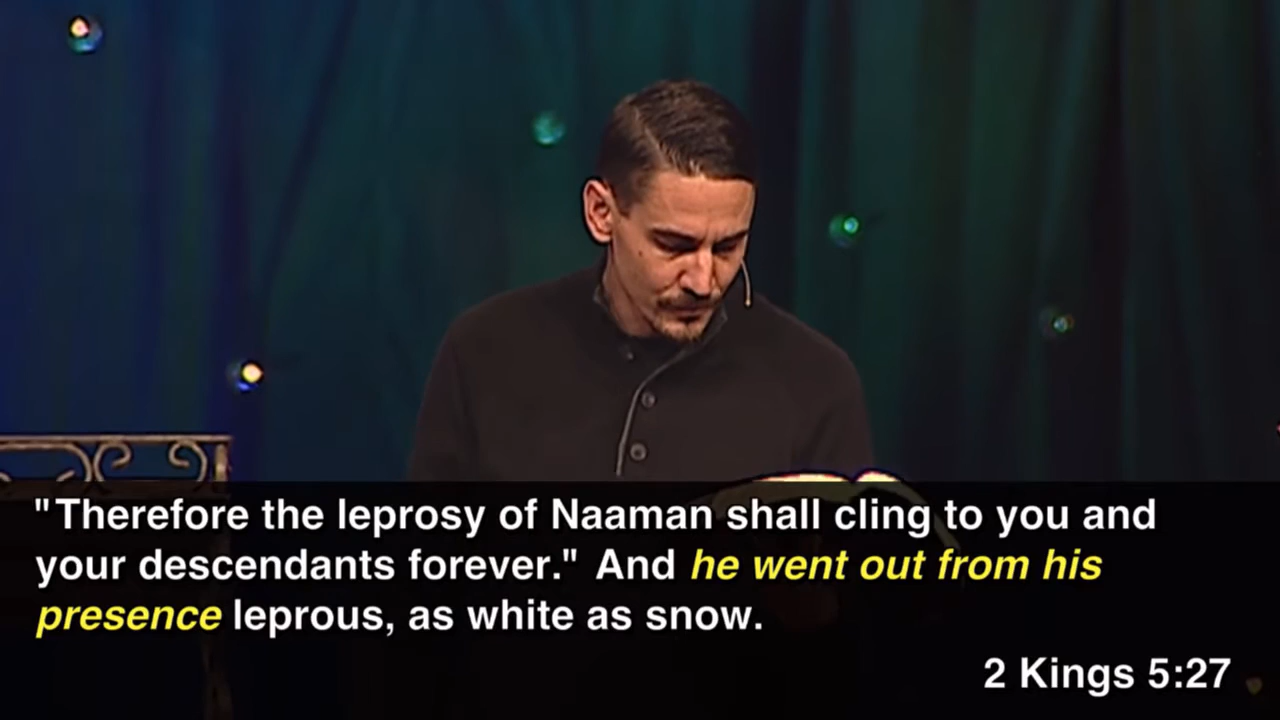 "Therefore the leprosy of Naaman shall cling to you and
your descendants forever." And he went out from his
presence leprous, as white as snow.
2 Kings 5:27